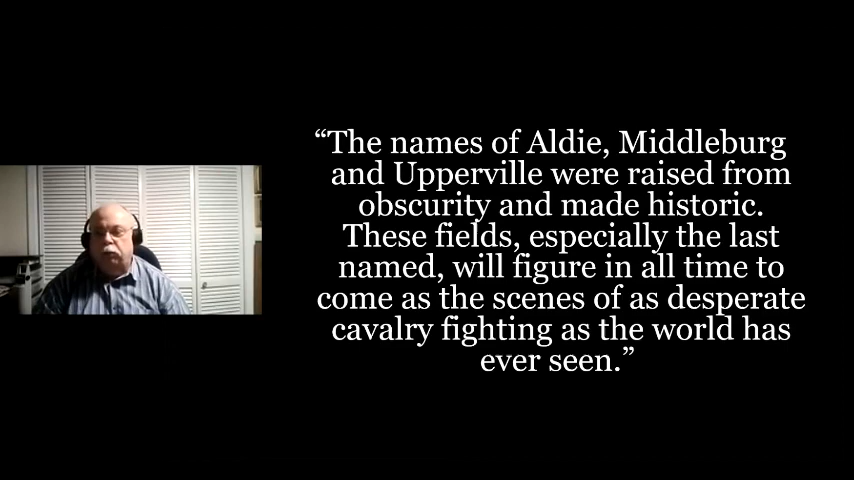 “The names of Aldie, Middleburg
and Upperville were raised from
obscurity and made historic.
These fields, especially the last
named, will figure in all time to
come as the scenes of as desperate
cavalry fighting as the world has
ever seen.”